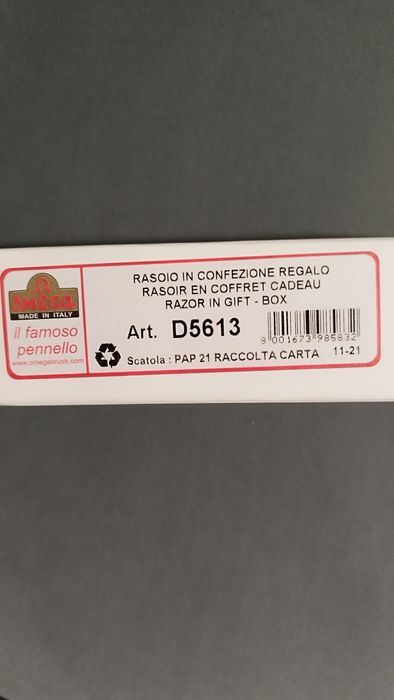 Ω
OMEGA
MADE IN ITALY
il famoso
pennello
www.omegabrush.com
RASOIO IN CONFEZIONE REGALO
RASOIR EN COFFRET CADEAU
RAZOR IN GIFT - BOX
Art. D5613
8 001673 985832
Scatola : PAP 21 RACCOLTA CARTA 11-21